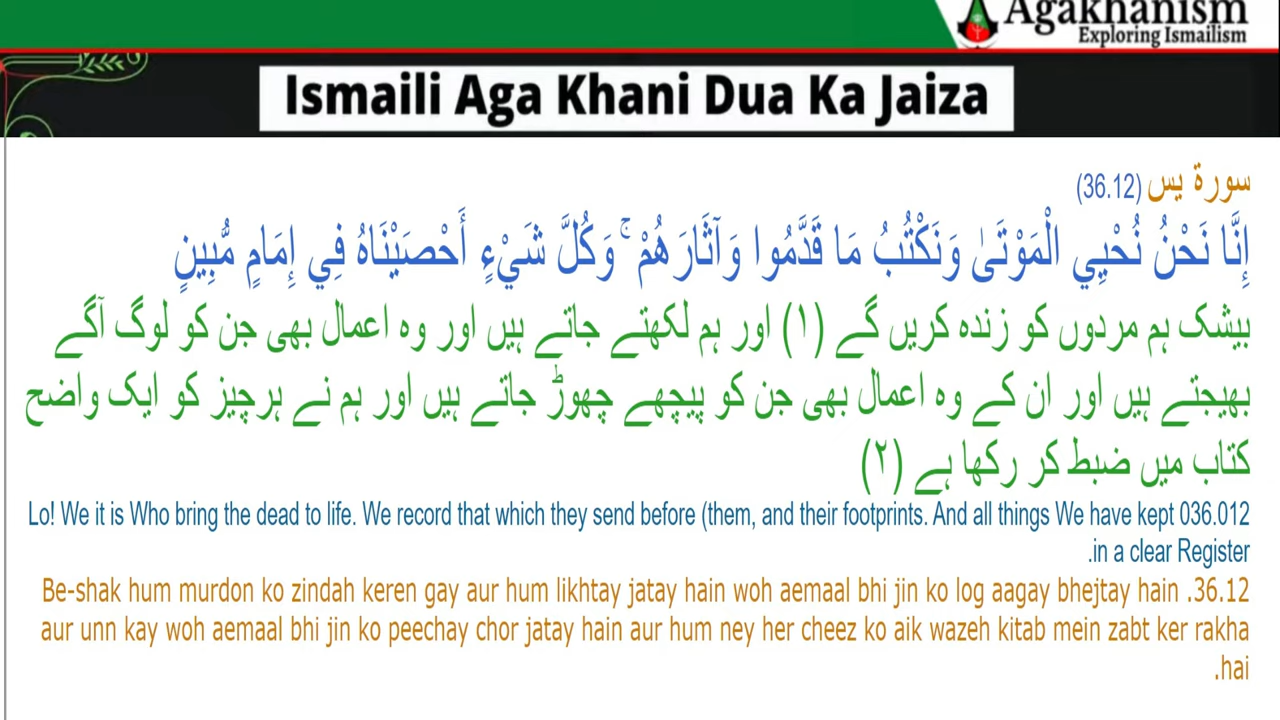 Agakhanism
Exploring Ismailism
Ismaili Aga Khani Dua Ka Jaiza
سورة يس (36.12)
إِنَّا نَحْنُ نُحْيِي الْمَوْتَىٰ وَنَكْتُبُ مَا قَدَّمُوا وَآثَارَهُمْ ۚ وَكُلَّ شَيْءٍ أَحْصَيْنَاهُ فِي إِمَامٍ مُّبِينٍ
بیشک ہم مردوں کو زندہ کریں گے (١) اور ہم لکھتے جاتے ہیں اور وہ اعمال بھی جن کو لوگ آگے
بھیجتے ہیں اور ان کے وہ اعمال بھی جن کو پیچھے چھوڑ جاتے ہیں اور ہم نے ہرچیز کو ایک واضح
کتاب میں ضبط کر رکھا ہے (٢)
Lo! We it is Who bring the dead to life. We record that which they send before (them, and their footprints. And all things We have kept 036.012
.in a clear Register
Be-shak hum murdon ko zindah keren gay aur hum likhtay jatay hain woh aemaal bhi jin ko log aagay bhejtay hain .36.12
aur unn kay woh aemaal bhi jin ko peechay chor jatay hain aur hum ney her cheez ko aik wazeh kitab mein zabt ker rakha
.hai